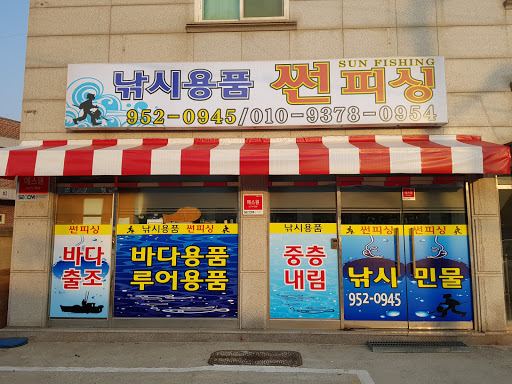 낚시용품 썬피싱
SUN FISHING
952-0945/010-9378-0954
썬피싱
바다
출조
낚시용품 썬피싱
바다용품
루어용품
낚시용품
중층
내림
썬피싱
낚시
952-0945
썬피싱
민물